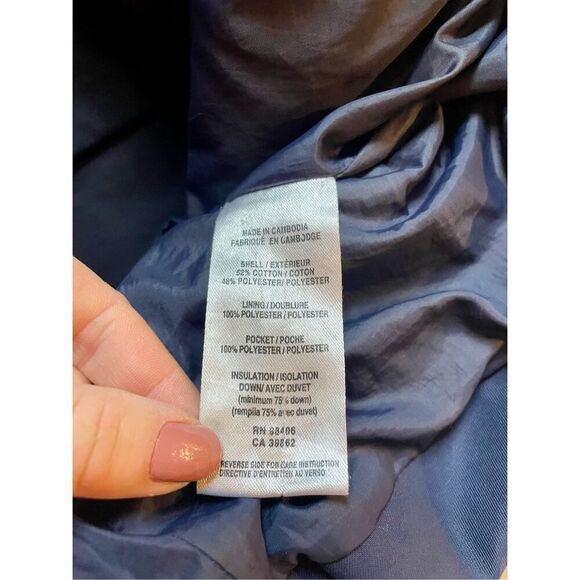 MADE IN CAMBODIA
FABRIQUÉ EN CAMBODGE
SHELL / EXTÉRIEUR
52% COTTON / COTON
48% POLYESTER / POLYESTER
LINING / DOUBLURE
100% POLYESTER / POLYESTER
POCKET / POCHE
100% POLYESTER / POLYESTER
INSULATION / ISOLATION
DOWN / AVEC DUVET
(minimum 75% down)
(remplia 75% avec duvet)
RN 98406
CA 39862
REVERSE SIDE FOR CARE INSTRUCTION
DIRECTIVE D'ENTRETIEN AU VERSO